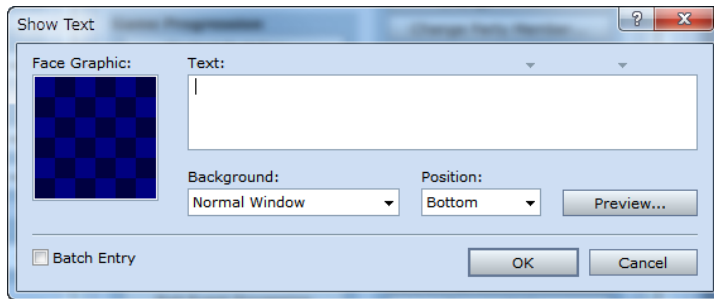 Show Text
Face Graphic:
Text:
Background:
Position:
Normal Window
Bottom
Preview...
Batch Entry
OK
Cancel